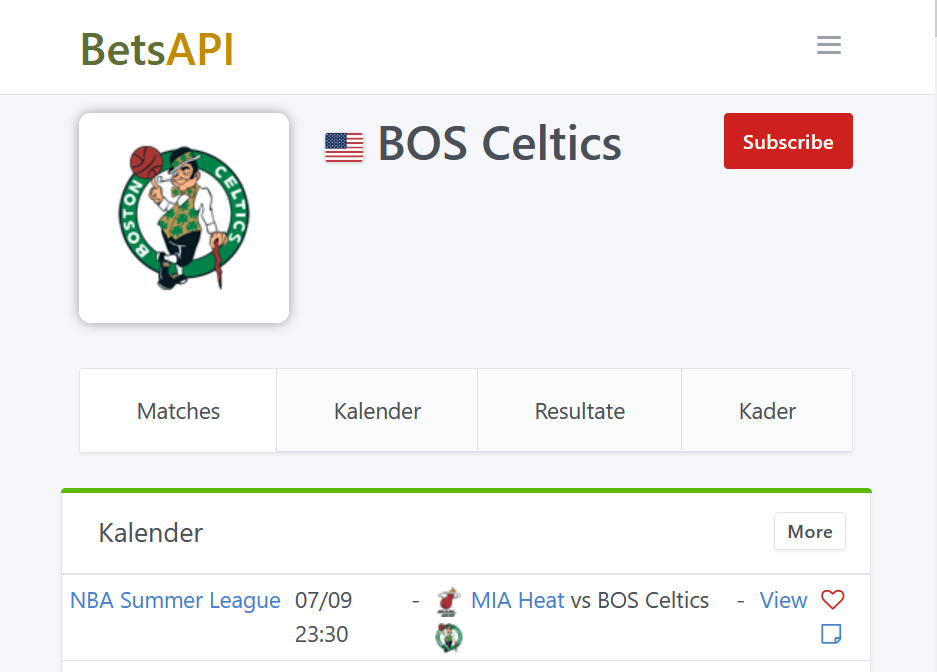 BetsAPI
BOSTON CELTICS
BOS Celtics
Subscribe
Matches
Kalender
Resultate
Kader
Kalender
More
NBA Summer League 07/09 - MIA Heat vs BOS Celtics - View
23:30